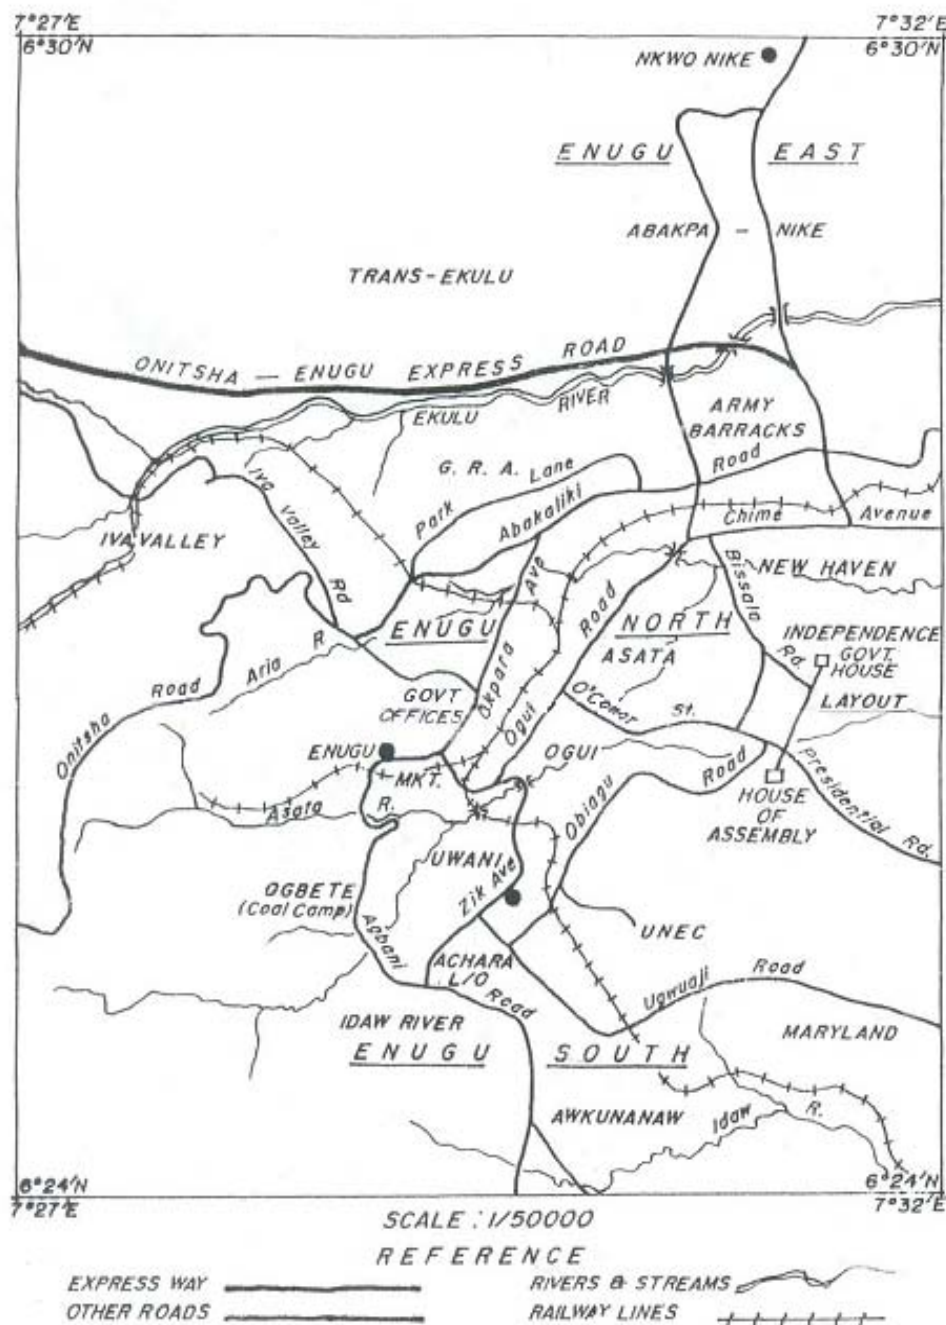 7°27'E
6°30'N
7°32'E
6°30'N
NKWO NIKE
ENUGU EAST
ABAKPA – NIKE
TRANS-EKULU
ONITSHA — ENUGU EXPRESS ROAD
EKULU RIVER
ARMY
BARRACKS
G. R. A.
Park Lane
Abakaliki Road
Iva Valley Rd
IVA VALLEY
Chime Avenue
NEW HAVEN
Bissala Rd.
ENUGU NORTH
ASATA
INDEPENDENCE
GOVT.
HOUSE
LAYOUT
Aria R.
Onitsha Road
GOVT
OFFICES
Okpara Ave
Ogui Road
O'Conor St.
ENUGU
MKT.
OGUI
Obiagu Road
HOUSE
OF
ASSEMBLY
Presidential Rd.
Asata R.
UWANI
Zik Ave
OGBETE
(Coal Camp)
Agbani Road
UNEC
ACHARA
L/O
Ugwuaji Road
IDAW RIVER
MARYLAND
ENUGU SOUTH
AWKUNANAW
Idaw R.
6°24'N
7°27'E
6°24'N
7°32'E
SCALE : 1/50000
REFERENCE
EXPRESS WAY
RIVERS & STREAMS
OTHER ROADS
RAILWAY LINES